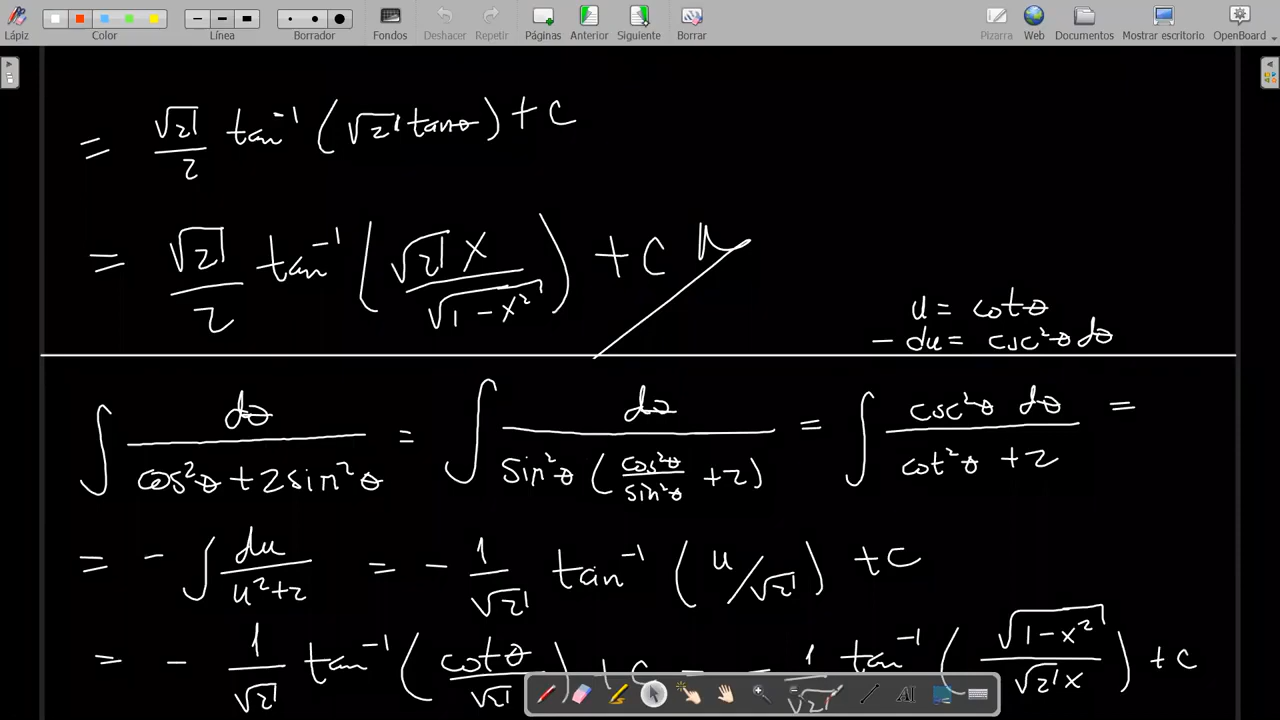 Lápiz Color Línea Borrador Fondos Deshacer Repetir Páginas Anterior Siguiente Borrar Pizarra Web Documentos Mostrar escritorio OpenBoard
= √2/2 tan⁻¹(√2 tanθ) + C
= √2/2 tan⁻¹(√2 x / √(1-x²)) + C
u = cotθ
- du = csc²θ dθ
∫ dθ / (cos²θ + 2sin²θ) = ∫ dθ / (sin²θ (cos²θ/sin²θ + 2)) = ∫ csc²θ dθ / (cot²θ + 2) =
= - ∫ du / (u²+2) = - 1/√2 tan⁻¹(u/√2) + C
= - 1/√2 tan⁻¹(cotθ/√2) + C = - 1/√2 tan⁻¹(√(1-x²) / √2 x) + C